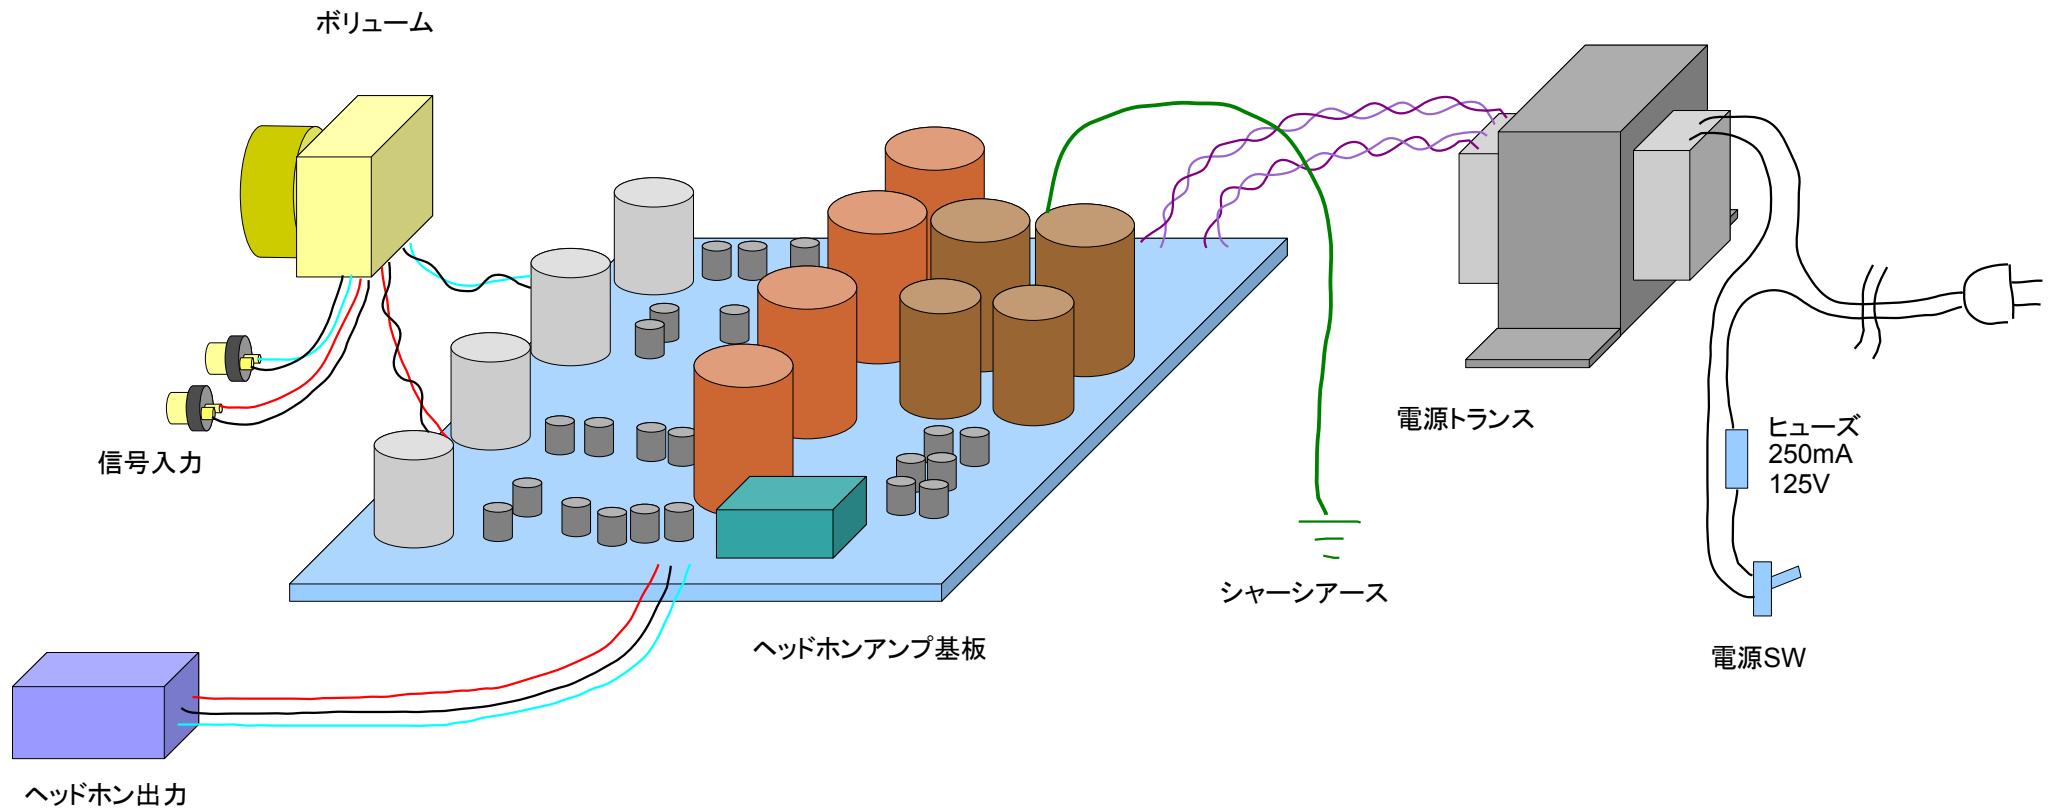 ボリューム
信号入力
電源トランス
ヒューズ
250mA
125V
シャーシアース
ヘッドホンアンプ基板
電源SW
ヘッドホン出力